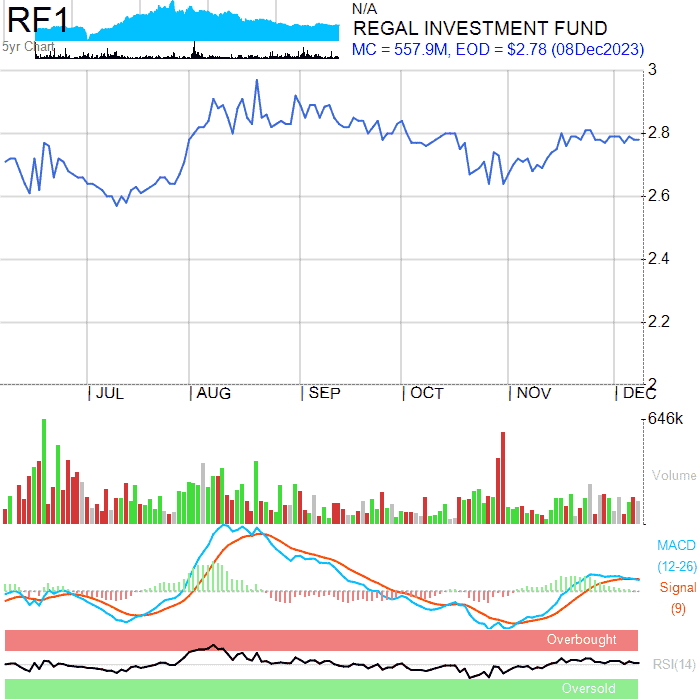 RF1
5yr Chart
N/A
REGAL INVESTMENT FUND
MC = 557.9M, EOD = $2.78 (08Dec2023)
3
2.8
2.6
2.4
2.2
2
JUL AUG SEP OCT NOV DEC
646k
Volume
MACD
(12-26)
Signal
(9)
Overbought
RSI(14)
Oversold